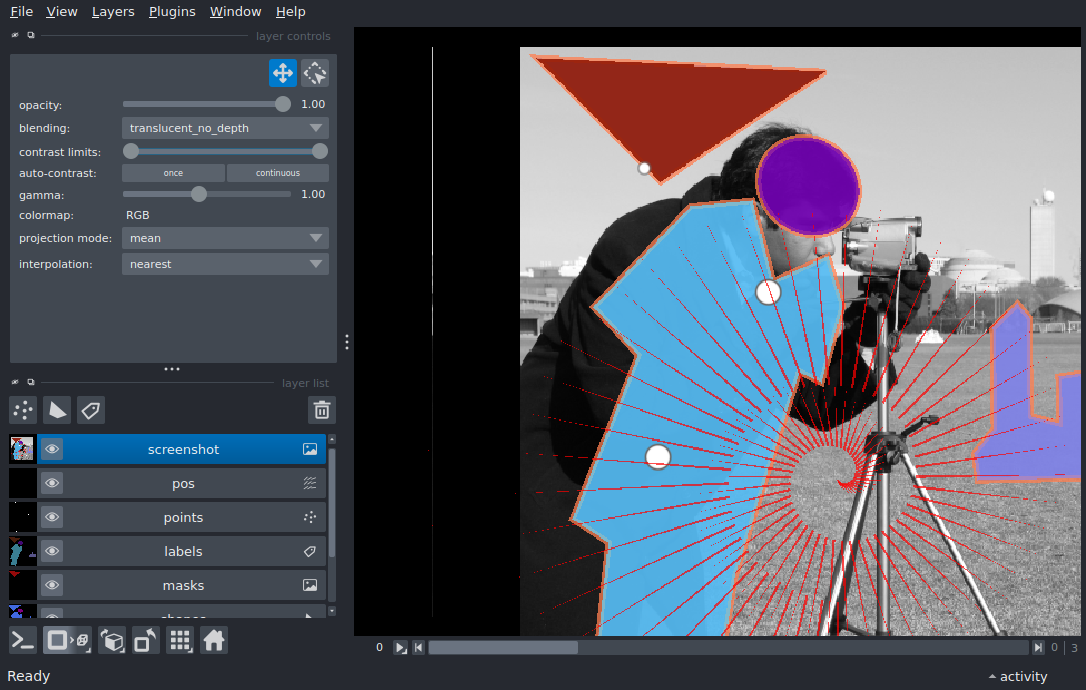 File View Layers Plugins Window Help
layer controls
opacity: 1.00
blending: translucent_no_depth
contrast limits:
auto-contrast: once continuous
gamma: 1.00
colormap: RGB
projection mode: mean
interpolation: nearest
layer list
screenshot
pos
points
labels
masks
0 0 3
Ready activity